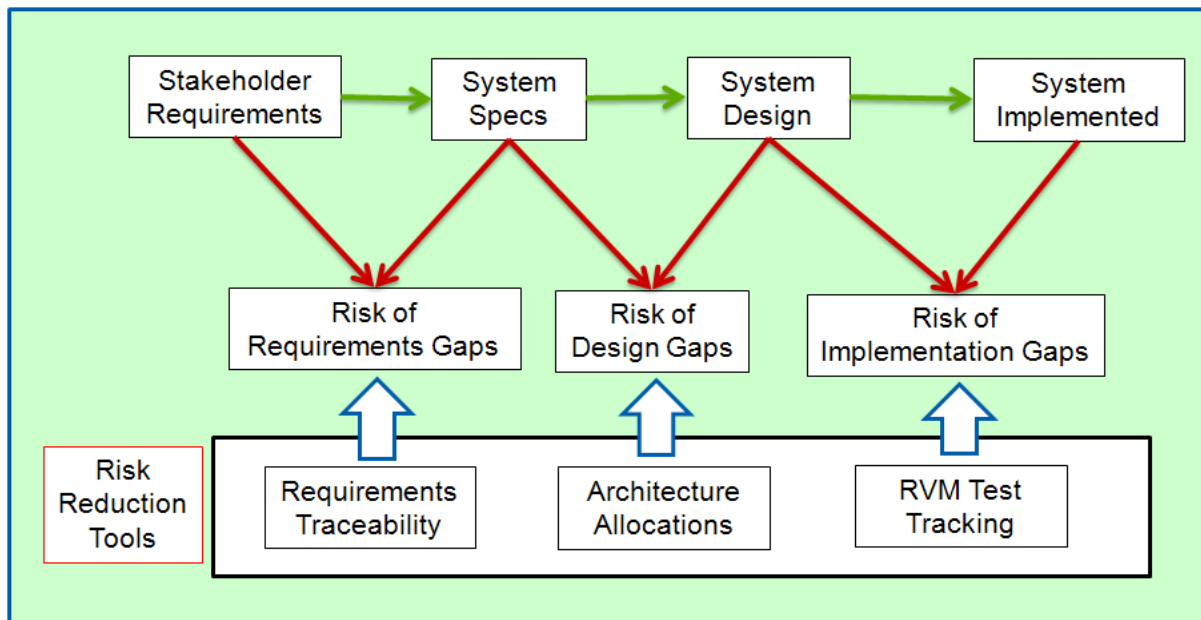 Stakeholder
Requirements
System
Specs
System
Design
System
Implemented
Risk of
Requirements Gaps
Risk of
Design Gaps
Risk of
Implementation Gaps
Risk
Reduction
Tools
Requirements
Traceability
Architecture
Allocations
RVM Test
Tracking